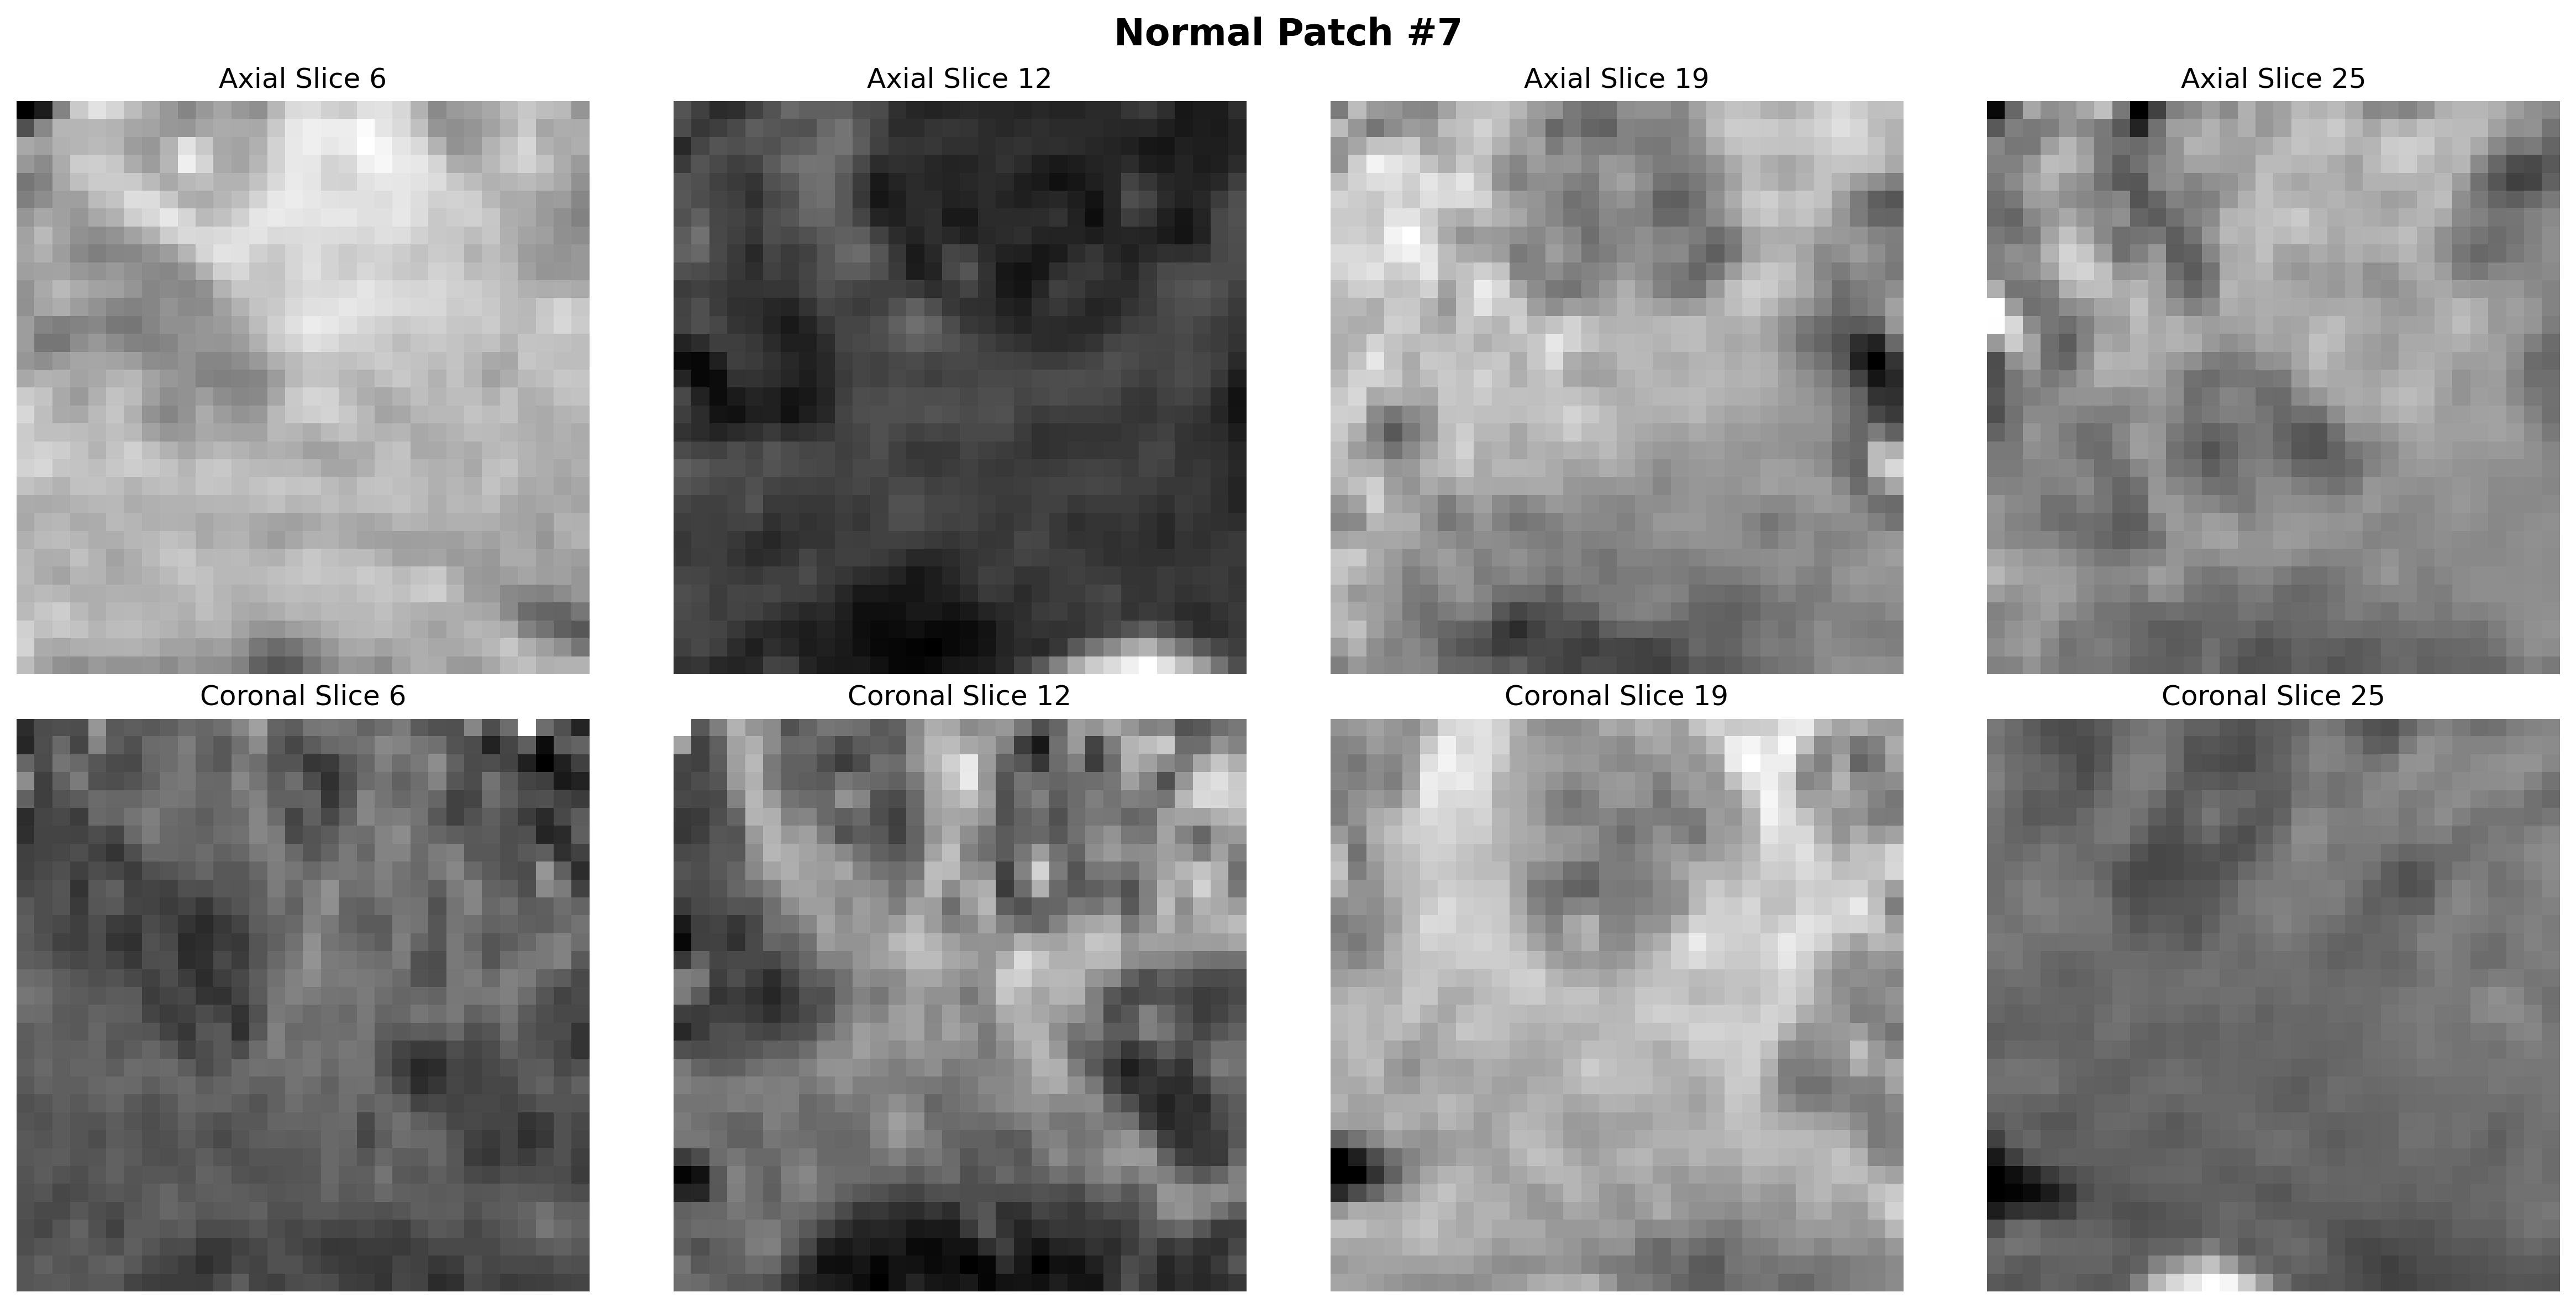 Normal Patch #7
Axial Slice 6
Axial Slice 12
Axial Slice 19
Axial Slice 25
Coronal Slice 6
Coronal Slice 12
Coronal Slice 19
Coronal Slice 25